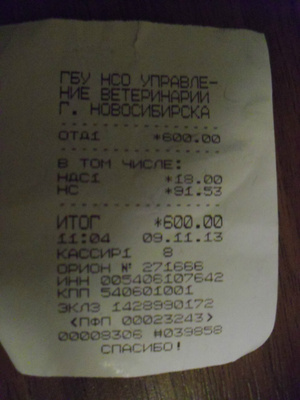 ГБУ НСО УПРАВЛЕ-
НИЕ ВЕТЕРИНАРИИ
Г. НОВОСИБИРСКА
ОТД1 *600.00
В ТОМ ЧИСЛЕ:
НДС1 *18.00
НС *91.53
ИТОГ *600.00
11:04 09.11.13
КАССИР1 8
ОРИОН № 271666
ИНН 005406107642
КПП 540601001
ЭКЛЗ 1428990172
<ПФП 00023243>
00008306 #039858
СПАСИБО!